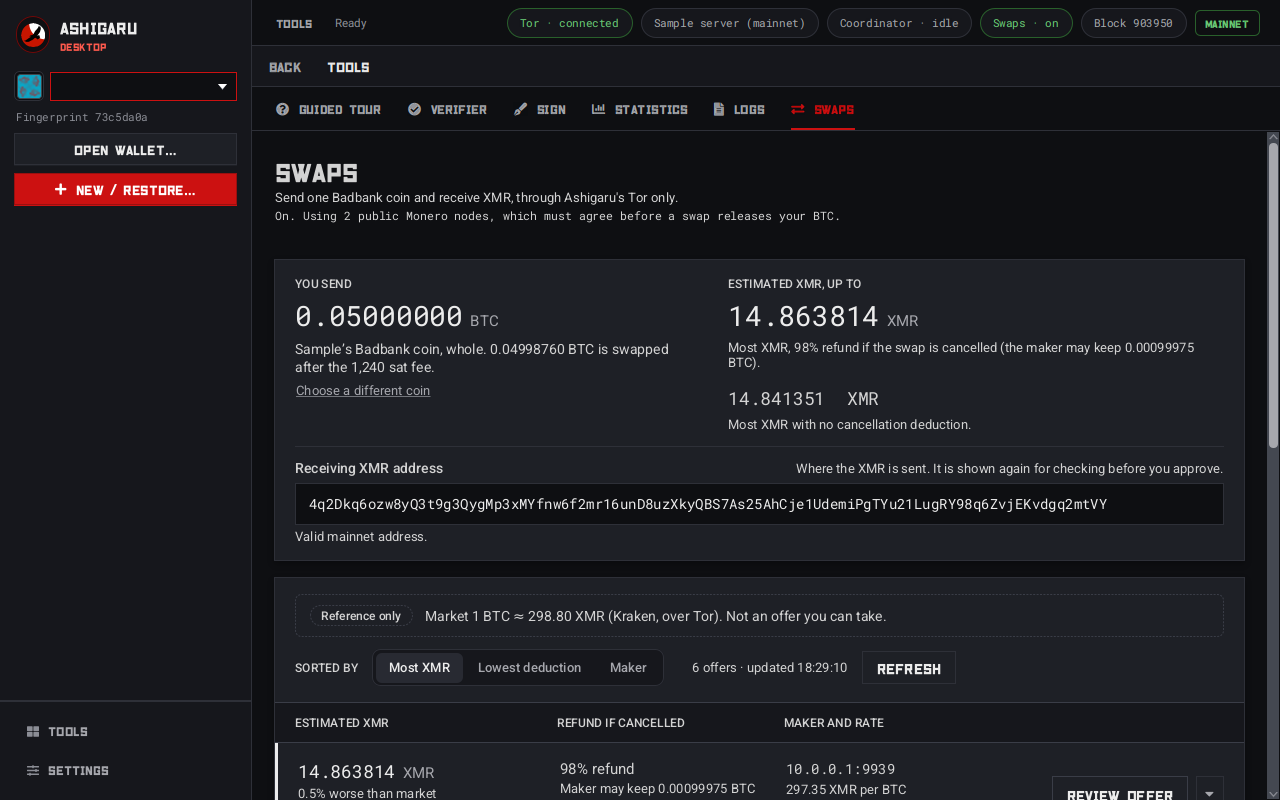 ASHIGARU
DESKTOP
Fingerprint 73c5da0a
OPEN WALLET...
NEW / RESTORE...
TOOLS
SETTINGS
TOOLS Ready Tor · connected Sample server (mainnet) Coordinator · idle Swaps · on Block 903950 MAINNET
BACK TOOLS
GUIDED TOUR VERIFIER SIGN STATISTICS LOGS SWAPS
SWAPS
Send one Badbank coin and receive XMR, through Ashigaru's Tor only.
On. Using 2 public Monero nodes, which must agree before a swap releases your BTC.
YOU SEND
0.05000000 BTC
Sample's Badbank coin, whole. 0.04998760 BTC is swapped
after the 1,240 sat fee.
Choose a different coin
ESTIMATED XMR, UP TO
14.863814 XMR
Most XMR, 98% refund if the swap is cancelled (the maker may keep 0.00099975
BTC).
14.841351 XMR
Most XMR with no cancellation deduction.
Receiving XMR address Where the XMR is sent. It is shown again for checking before you approve.
4q2Dkq6ozw8yQ3t9g3QygMp3xMYfnw6f2mr16unD8uzXkyQBS7As25AhCje1UdemiPgTYu21LugRY98q6ZvjEKvdgq2mtVY
Valid mainnet address.
Reference only Market 1 BTC ≈ 298.80 XMR (Kraken, over Tor). Not an offer you can take.
SORTED BY Most XMR Lowest deduction Maker 6 offers · updated 18:29:10 REFRESH
ESTIMATED XMR REFUND IF CANCELLED MAKER AND RATE
14.863814 XMR 98% refund 10.0.0.1:9939
0.5% worse than market Maker may keep 0.00099975 BTC 297.35 XMR per BTC
REVIEW OFFER